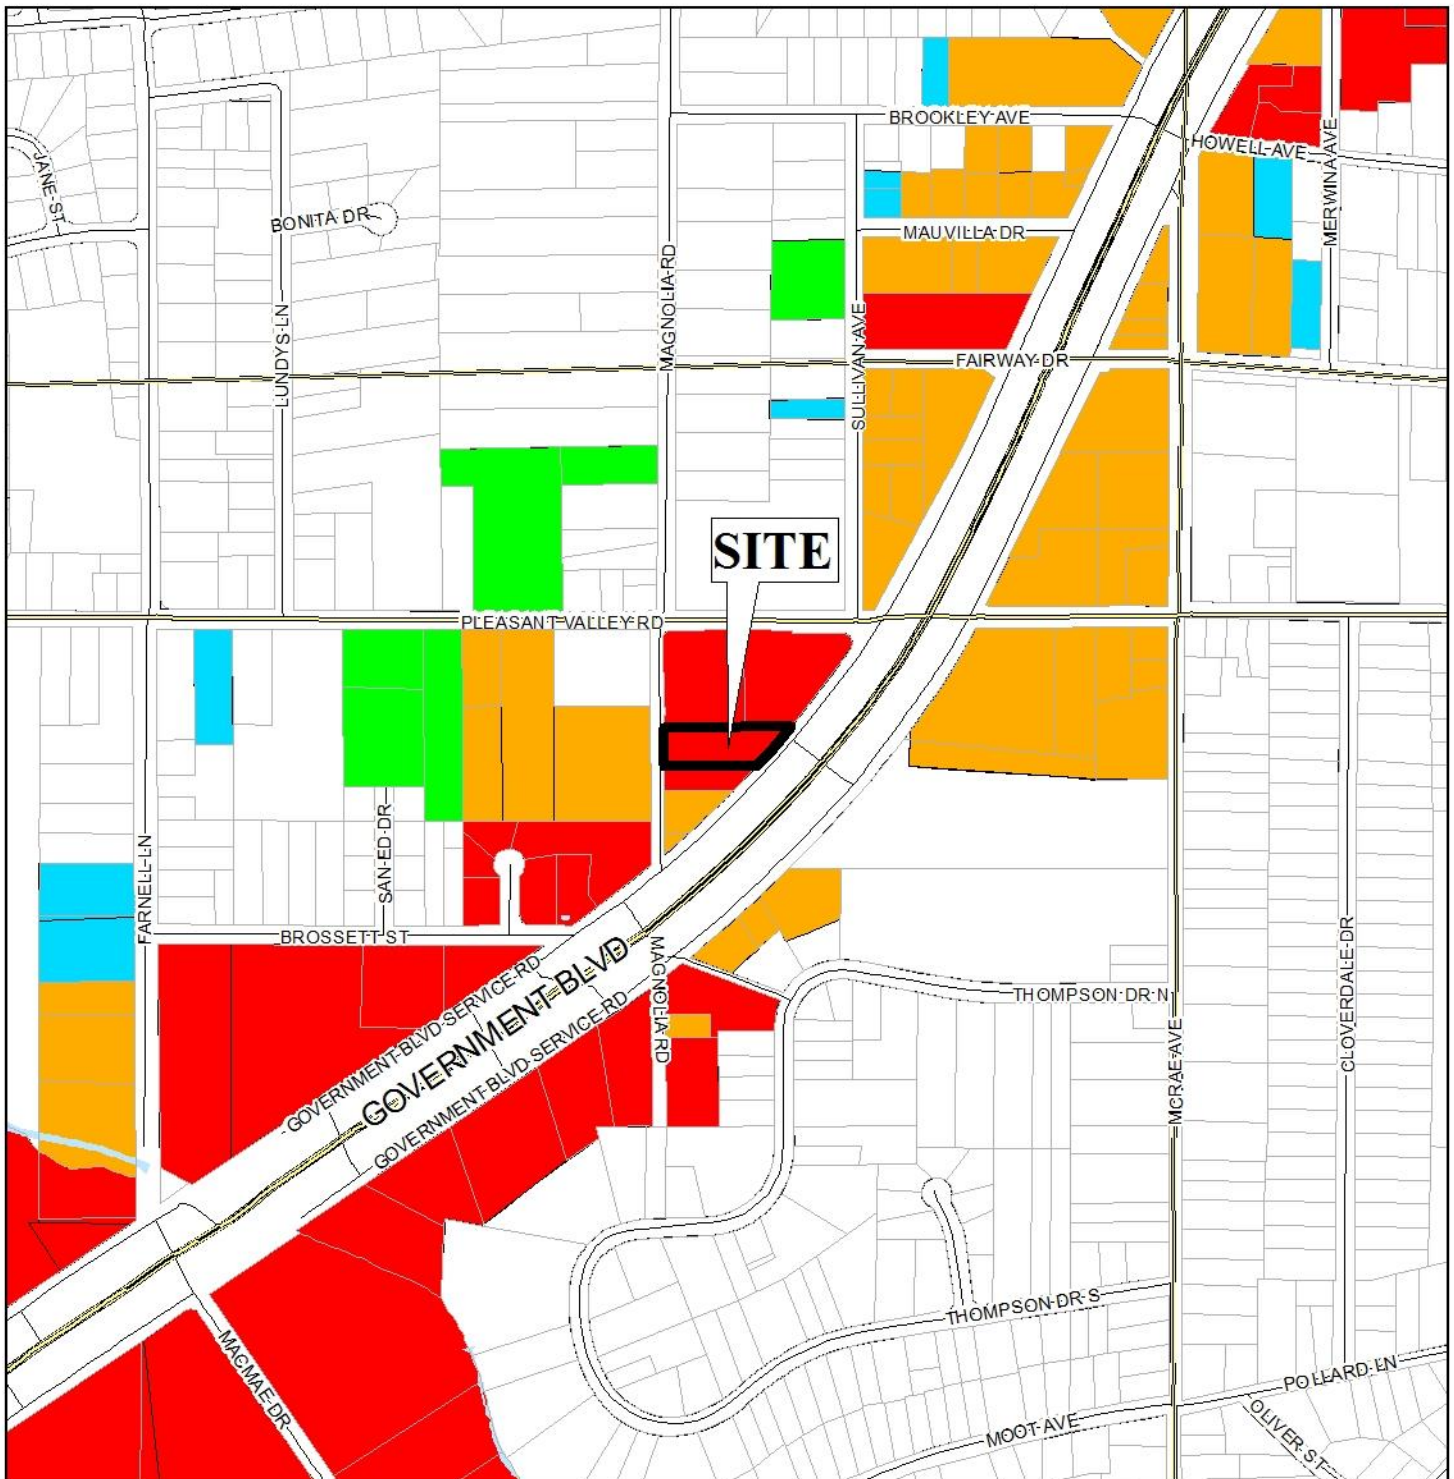 BROOKLEY AVE
HOWELL AVE
MERWINA AVE
JANE ST
BONITA DR
MAUVILLA DR
MAGNOLIA RD
LUNDYS LN
SULLIVAN AVE
FAIRWAY DR
SITE
PLEASANT VALLEY RD
SAN ED DR
FARNELL LN
BROSSETT ST
MAGNOLIA RD
GOVERNMENT BLVD SERVICE RD
GOVERNMENT BLVD
GOVERNMENT BLVD SERVICE RD
THOMPSON DR N
CLOVERDALE DR
MCRAE AVE
THOMPSON DR S
MACMAE DR
POLLARD LN
MOOT AVE
OLIVER ST